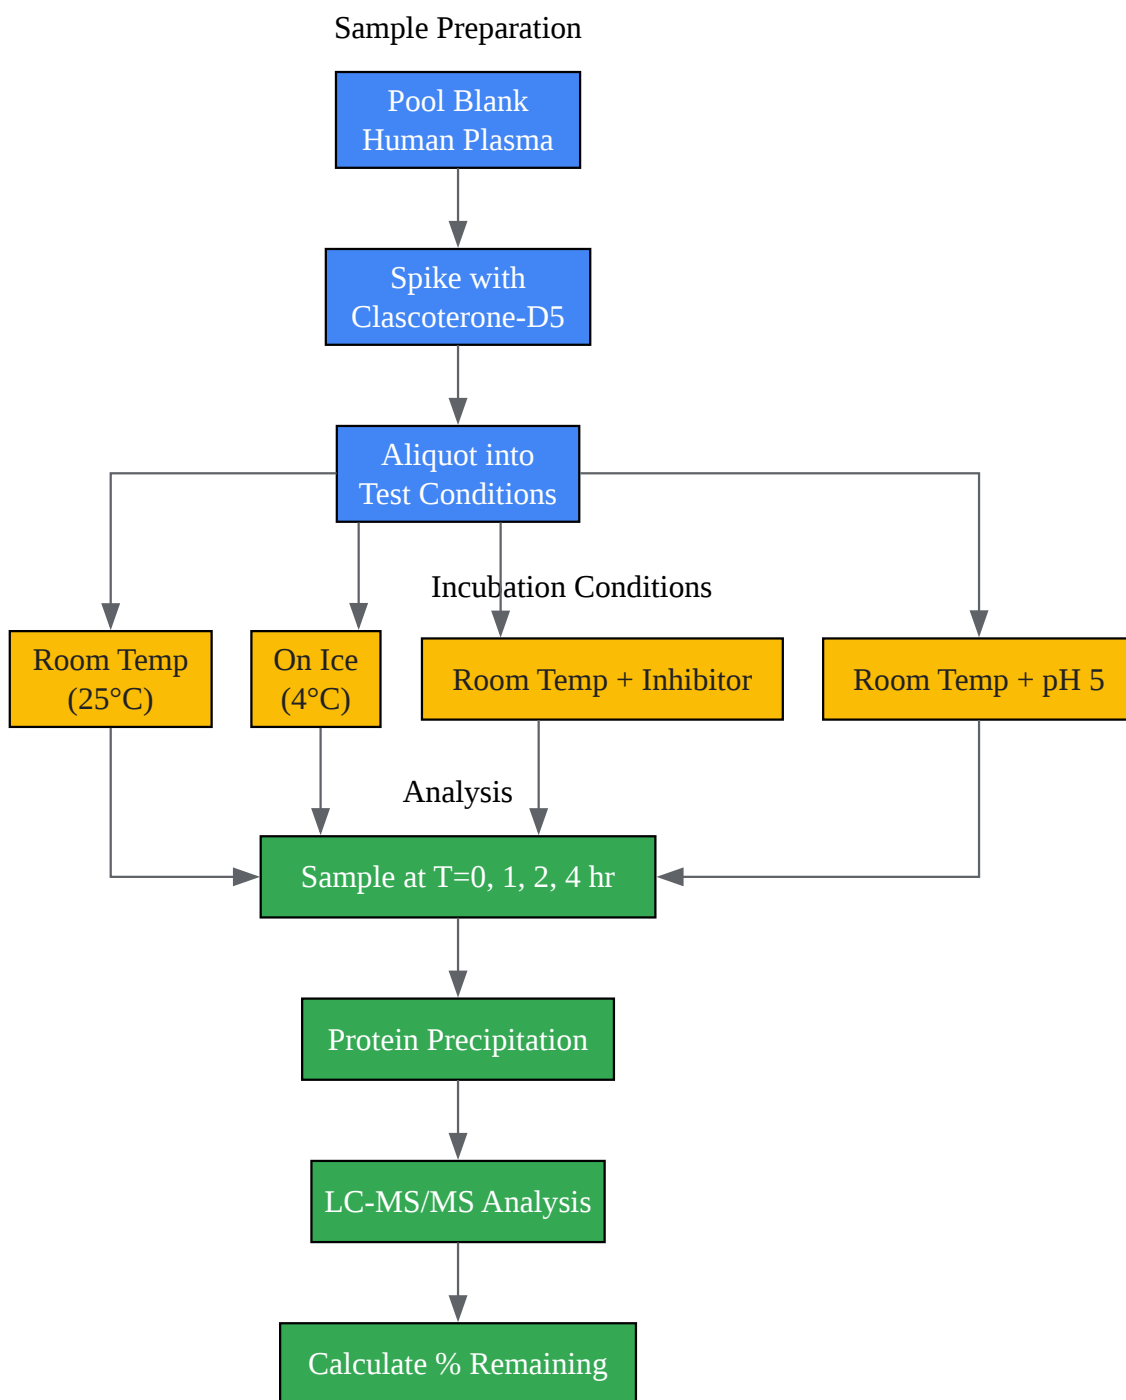 Sample Preparation
Pool Blank
Human Plasma
Spike with
Clascoterone-D5
Aliquot into
Test Conditions
Incubation Conditions
Room Temp
(25°C)
On Ice
(4°C)
Room Temp + Inhibitor
Room Temp + pH 5
Analysis
Sample at T=0, 1, 2, 4 hr
Protein Precipitation
LC-MS/MS Analysis
Calculate % Remaining